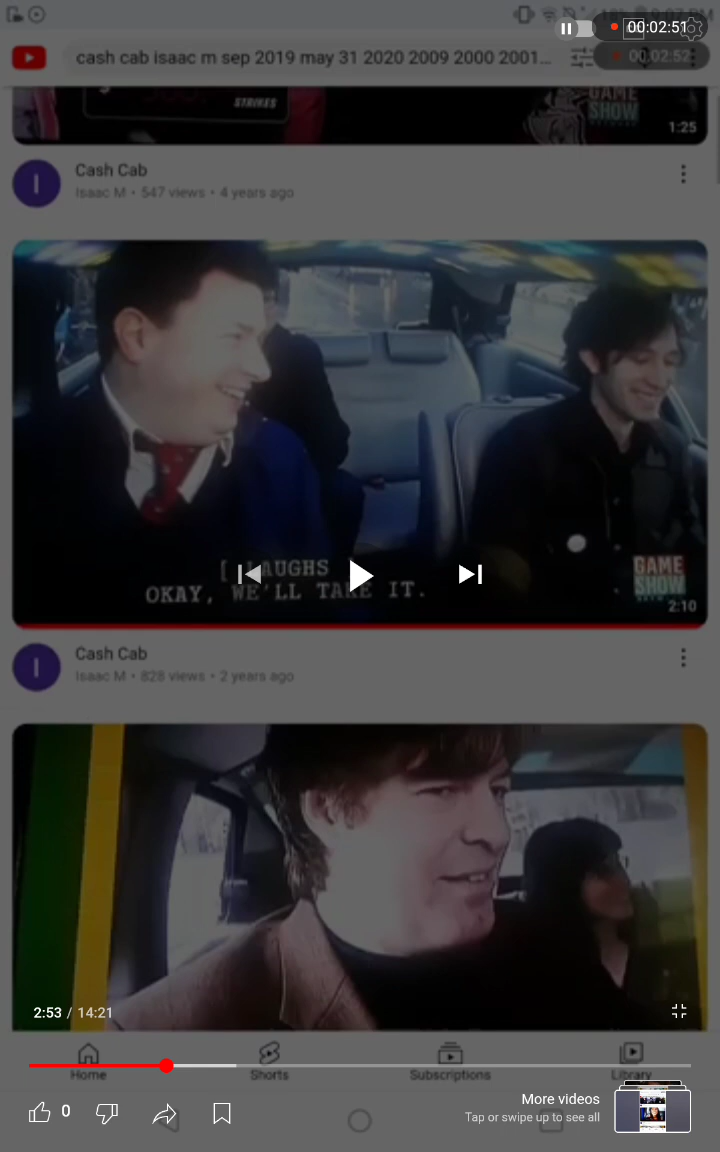 00:02:51
cash cab isaac m sep 2019 may 31 2020 2009 2000 2001...
00:02:52
STRIKES
GAME
SHOW
1:25
I
Cash Cab
Isaac M • 547 views • 4 years ago
[ LAUGHS
OKAY, WE'LL TAKE IT.
GAME
SHOW
2:10
I
Cash Cab
Isaac M • 828 views • 2 years ago
2:53 / 14:21
Home
Shorts
Subscriptions
Library
0
More videos
Tap or swipe up to see all